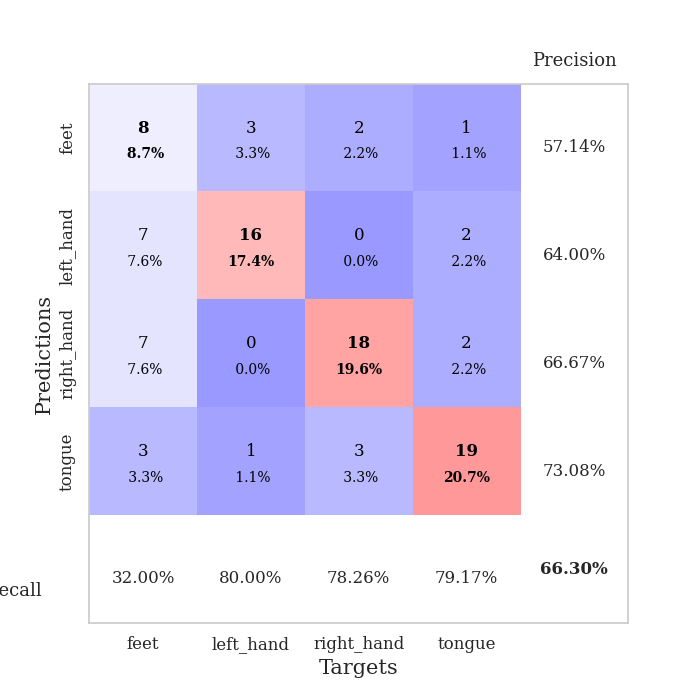 Precision
feet 8 3 2 1 57.14%
8.7% 3.3% 2.2% 1.1%
left_hand 7 16 0 2 64.00%
7.6% 17.4% 0.0% 2.2%
Predictions
right_hand 7 0 18 2 66.67%
7.6% 0.0% 19.6% 2.2%
tongue 3 1 3 19 73.08%
3.3% 1.1% 3.3% 20.7%
ecall 32.00% 80.00% 78.26% 79.17% 66.30%
feet left_hand right_hand tongue
Targets